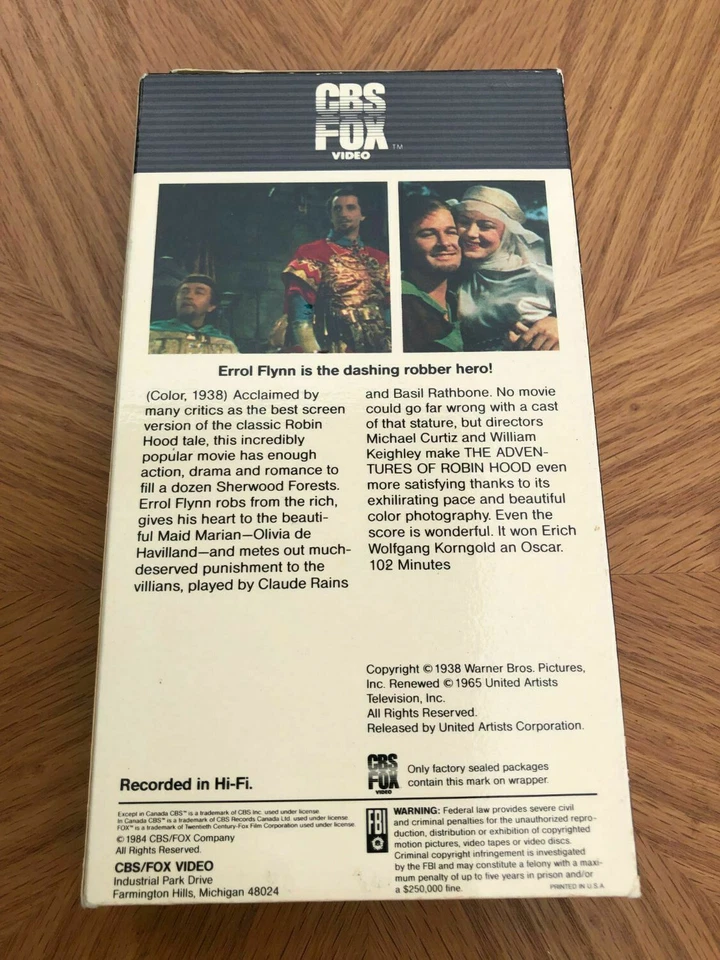 CBS
FOX
VIDEO
TM
Errol Flynn is the dashing robber hero!
(Color, 1938) Acclaimed by
many critics as the best screen
version of the classic Robin
Hood tale, this incredibly
popular movie has enough
action, drama and romance to
fill a dozen Sherwood Forests.
Errol Flynn robs from the rich,
gives his heart to the beauti-
ful Maid Marian—Olivia de
Havilland—and metes out much-
deserved punishment to the
villians, played by Claude Rains
and Basil Rathbone. No movie
could go far wrong with a cast
of that stature, but directors
Michael Curtiz and William
Keighley make THE ADVEN-
TURES OF ROBIN HOOD even
more satisfying thanks to its
exhilirating pace and beautiful
color photography. Even the
score is wonderful. It won Erich
Wolfgang Korngold an Oscar.
102 Minutes
Copyright © 1938 Warner Bros. Pictures,
Inc. Renewed © 1965 United Artists
Television, Inc.
All Rights Reserved.
Released by United Artists Corporation.
Recorded in Hi-Fi.
CBS
FOX
VIDEO
Only factory sealed packages
contain this mark on wrapper.
Except in Canada CBS™ is a trademark of CBS Inc. used under license.
In Canada CBS™ is a trademark of CBS Records Canada Ltd. used under license.
FOX™ is a trademark of Twentieth Century-Fox Film Corporation used under license.
© 1984 CBS/FOX Company
All Rights Reserved.
CBS/FOX VIDEO
Industrial Park Drive
Farmington Hills, Michigan 48024
FBI
WARNING: Federal law provides severe civil
and criminal penalties for the unauthorized repro-
duction, distribution or exhibition of copyrighted
motion pictures, video tapes or video discs.
Criminal copyright infringement is investigated
by the FBI and may constitute a felony with a maxi-
mum penalty of up to five years in prison and/or
a $250,000 fine.
PRINTED IN U.S.A.